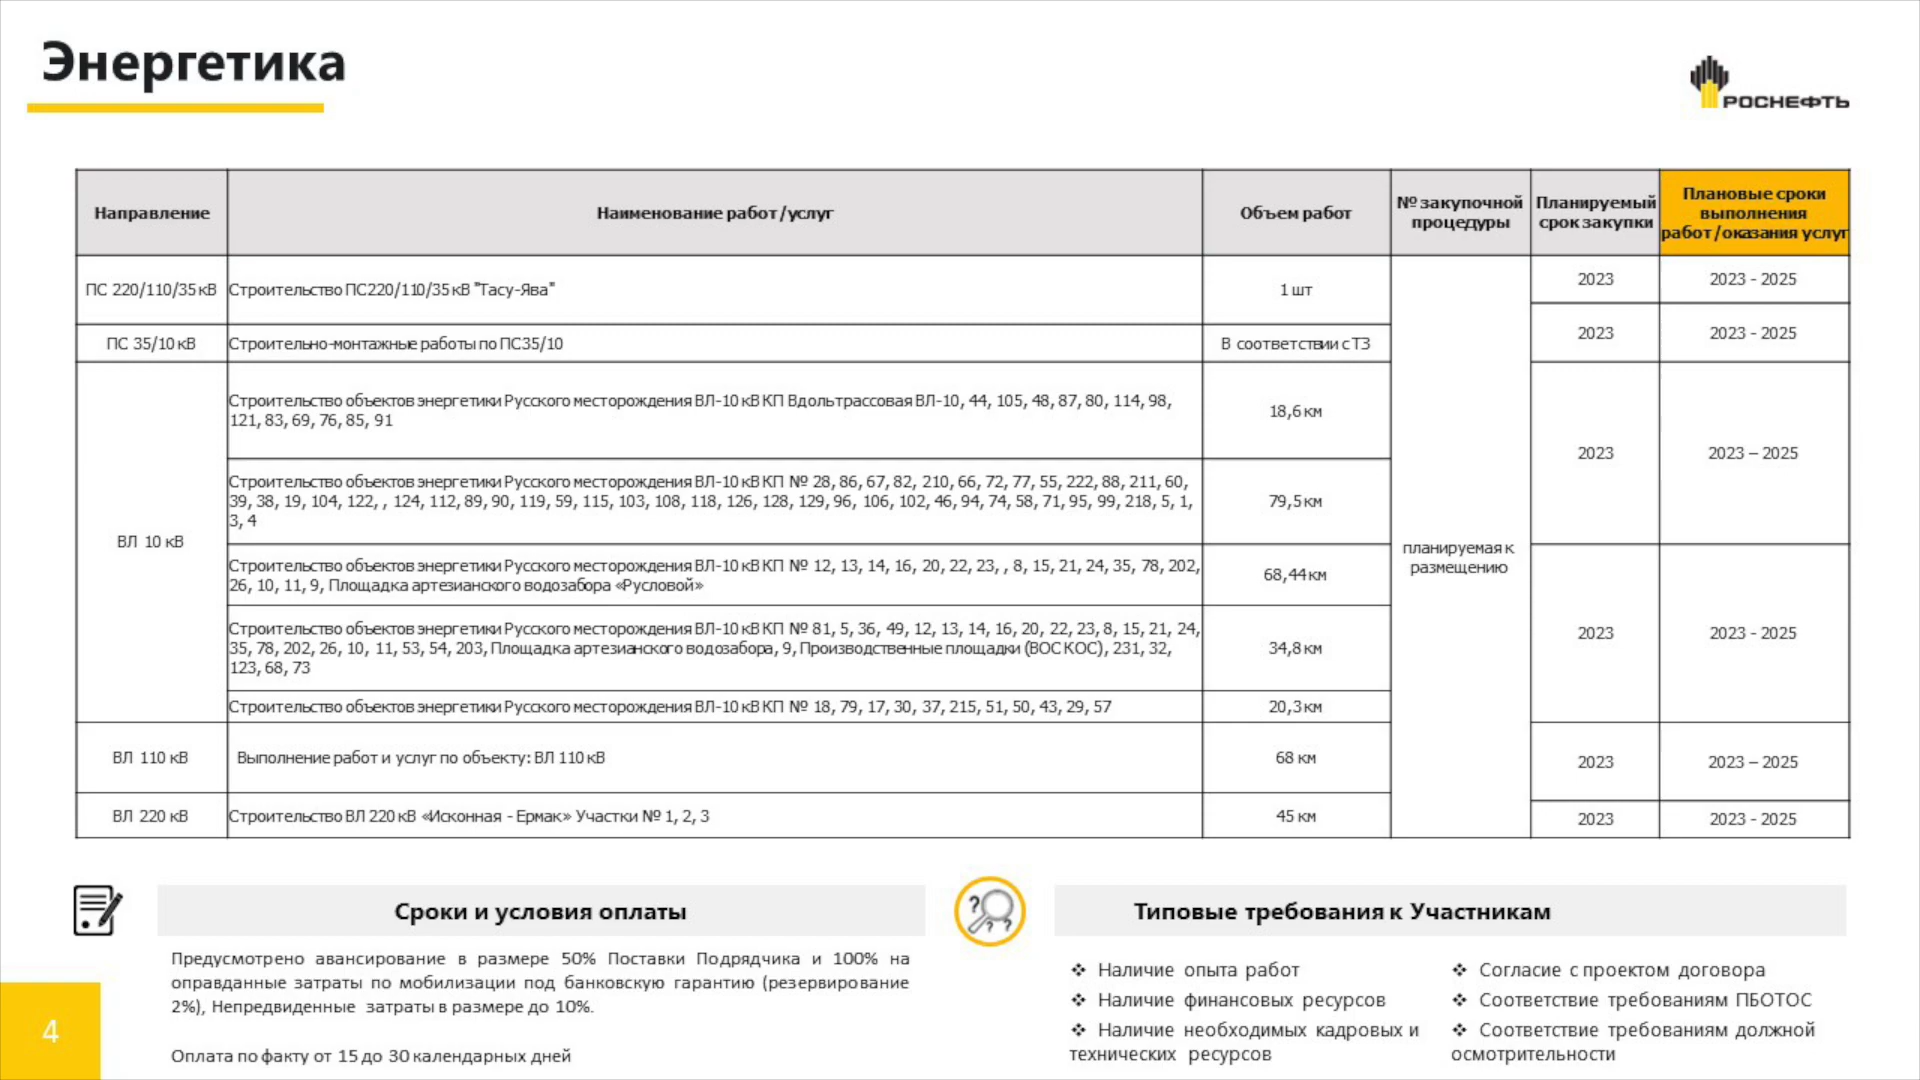 Энергетика
РОСНЕФТЬ
Направление
Наименование работ/услуг
Объем работ
№ закупочной
процедуры
Планируемый
срок закупки
Плановые сроки
выполнения
работ/оказания услуг
ПС 220/110/35 кВ
Строительство ПС220/110/35 кВ "Тасу-Ява"
1 шт
2023
2023 - 2025
ПС 35/10 кВ
Строительно-монтажные работы по ПС35/10
В соответствии с ТЗ
2023
2023 - 2025
ВЛ 10 кВ
Строительство объектов энергетики Русского месторождения ВЛ-10 кВ КП Вдольтрассовая ВЛ-10, 44, 105, 48, 87, 80, 114, 98,
121, 83, 69, 76, 85, 91
18,6 км
2023
2023 – 2025
Строительство объектов энергетики Русского месторождения ВЛ-10 кВ КП № 28, 86, 67, 82, 210, 66, 72, 77, 55, 222, 88, 211, 60,
39, 38, 19, 104, 122, , 124, 112, 89, 90, 119, 59, 115, 103, 108, 118, 126, 128, 129, 96, 106, 102, 46, 94, 74, 58, 71, 95, 99, 218, 5, 1,
3, 4
79,5 км
планируемая к
размещению
Строительство объектов энергетики Русского месторождения ВЛ-10 кВ КП № 12, 13, 14, 16, 20, 22, 23, , 8, 15, 21, 24, 35, 78, 202,
26, 10, 11, 9, Площадка артезианского водозабора «Русловой»
68,44 км
2023
2023 - 2025
Строительство объектов энергетики Русского месторождения ВЛ-10 кВ КП № 81, 5, 36, 49, 12, 13, 14, 16, 20, 22, 23, 8, 15, 21, 24,
35, 78, 202, 26, 10, 11, 53, 54, 203, Площадка артезианского водозабора, 9, Производственные площадки (ВОС КОС), 231, 32,
123, 68, 73
34,8 км
Строительство объектов энергетики Русского месторождения ВЛ-10 кВ КП № 18, 79, 17, 30, 37, 215, 51, 50, 43, 29, 57
20,3 км
ВЛ 110 кВ
Выполнение работ и услуг по объекту: ВЛ 110 кВ
68 км
2023
2023 – 2025
ВЛ 220 кВ
Строительство ВЛ 220 кВ «Исконная - Ермак» Участки № 1, 2, 3
45 км
2023
2023 - 2025
Сроки и условия оплаты
Предусмотрено авансирование в размере 50% Поставки Подрядчика и 100% на
оправданные затраты по мобилизации под банковскую гарантию (резервирование
2%), Непредвиденные затраты в размере до 10%.
Оплата по факту от 15 до 30 календарных дней
Типовые требования к Участникам
❖ Наличие опыта работ
❖ Наличие финансовых ресурсов
❖ Наличие необходимых кадровых и
технических ресурсов
❖ Согласие с проектом договора
❖ Соответствие требованиям ПБОТОС
❖ Соответствие требованиям должной
осмотрительности
4